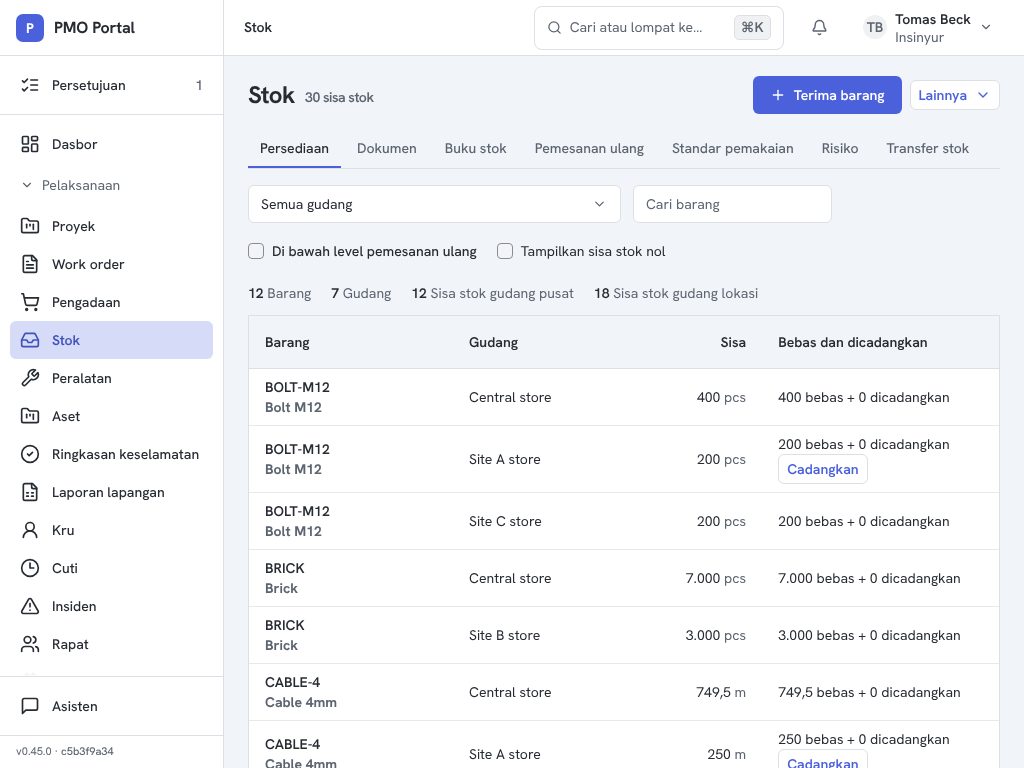 P PMO Portal
Stok
Cari atau lompat ke...
⌘K
TB
Tomas Beck
Insinyur
Persetujuan 1
Dasbor
Pelaksanaan
Proyek
Work order
Pengadaan
Stok
Peralatan
Aset
Ringkasan keselamatan
Laporan lapangan
Kru
Cuti
Insiden
Rapat
Asisten
v0.45.0 · c5b3f9a34
Stok 30 sisa stok
+ Terima barang
Lainnya
Persediaan Dokumen Buku stok Pemesanan ulang Standar pemakaian Risiko Transfer stok
Semua gudang
Cari barang
Di bawah level pemesanan ulang
Tampilkan sisa stok nol
12 Barang 7 Gudang 12 Sisa stok gudang pusat 18 Sisa stok gudang lokasi
Barang Gudang Sisa Bebas dan dicadangkan
BOLT-M12
Bolt M12
Central store 400 pcs 400 bebas + 0 dicadangkan
BOLT-M12
Bolt M12
Site A store 200 pcs 200 bebas + 0 dicadangkan
Cadangkan
BOLT-M12
Bolt M12
Site C store 200 pcs 200 bebas + 0 dicadangkan
BRICK
Brick
Central store 7.000 pcs 7.000 bebas + 0 dicadangkan
BRICK
Brick
Site B store 3.000 pcs 3.000 bebas + 0 dicadangkan
CABLE-4
Cable 4mm
Central store 749,5 m 749,5 bebas + 0 dicadangkan
CABLE-4
Cable 4mm
Site A store 250 m 250 bebas + 0 dicadangkan
Cadangkan